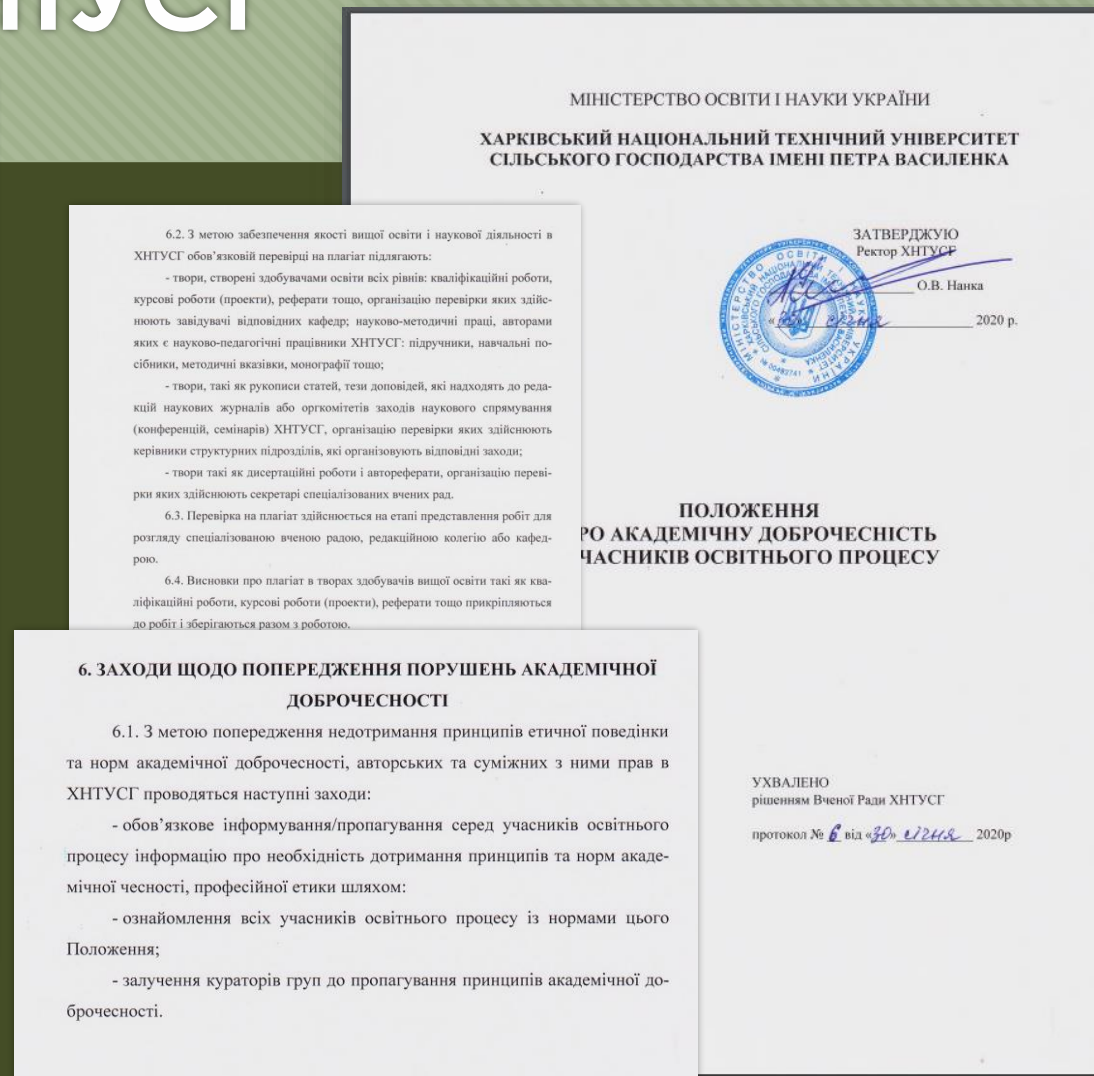 МІНІСТЕРСТВО ОСВІТИ І НАУКИ УКРАЇНИ
ХАРКІВСЬКИЙ НАЦІОНАЛЬНИЙ ТЕХНІЧНИЙ УНІВЕРСИТЕТ
СІЛЬСЬКОГО ГОСПОДАРСТВА ІМЕНІ ПЕТРА ВАСИЛЕНКА
ЗАТВЕРДЖУЮ
Ректор ХНТУСГ
О.В. Нанка
січня 2020 р.
ПОЛОЖЕННЯ
РО АКАДЕМІЧНУ ДОБРОЧЕСНІСТЬ
ЧАСНИКІВ ОСВІТНЬОГО ПРОЦЕСУ
УХВАЛЕНО
рішенням Вченої Ради ХНТУСГ
протокол № 6 від «30» січня 2020р
6.2. З метою забезпечення якості вищої освіти і наукової діяльності в
ХНТУСГ обов’язковій перевірці на плагіат підлягають:
- твори, створені здобувачами освіти всіх рівнів: кваліфікаційні роботи,
курсові роботи (проекти), реферати тощо, організацію перевірки яких здійс-
нюють завідувачі відповідних кафедр; науково-методичні праці, авторами
яких є науково-педагогічні працівники ХНТУСГ: підручники, навчальні по-
сібники, методичні вказівки, монографії тощо;
- твори, такі як рукописи статей, тези доповідей, які надходять до реда-
кцій наукових журналів або оргкомітетів заходів наукового спрямування
(конференцій, семінарів) ХНТУСГ, організацію перевірки яких здійснюють
керівники структурних підрозділів, які організовують відповідні заходи;
- твори такі як дисертаційні роботи і автореферати, організацію переві-
рки яких здійснюють секретарі спеціалізованих вчених рад.
6.3. Перевірка на плагіат здійснюється на етапі представлення робіт для
розгляду спеціалізованою вченою радою, редакційною колегію або кафед-
рою.
6.4. Висновки про плагіат в творах здобувачів вищої освіти такі як ква-
ліфікаційні роботи, курсові роботи (проекти), реферати тощо прикріпляються
до робіт і зберігаються разом з роботою.
6. ЗАХОДИ ЩОДО ПОПЕРЕДЖЕННЯ ПОРУШЕНЬ АКАДЕМІЧНОЇ
ДОБРОЧЕСНОСТІ
6.1. З метою попередження недотримання принципів етичної поведінки
та норм академічної доброчесності, авторських та суміжних з ними прав в
ХНТУСГ проводяться наступні заходи:
- обов’язкове інформування/пропагування серед учасників освітнього
процесу інформацію про необхідність дотримання принципів та норм акаде-
мічної чесності, професійної етики шляхом:
- ознайомлення всіх учасників освітнього процесу із нормами цього
Положення;
- залучення кураторів груп до пропагування принципів академічної до-
брочесності.